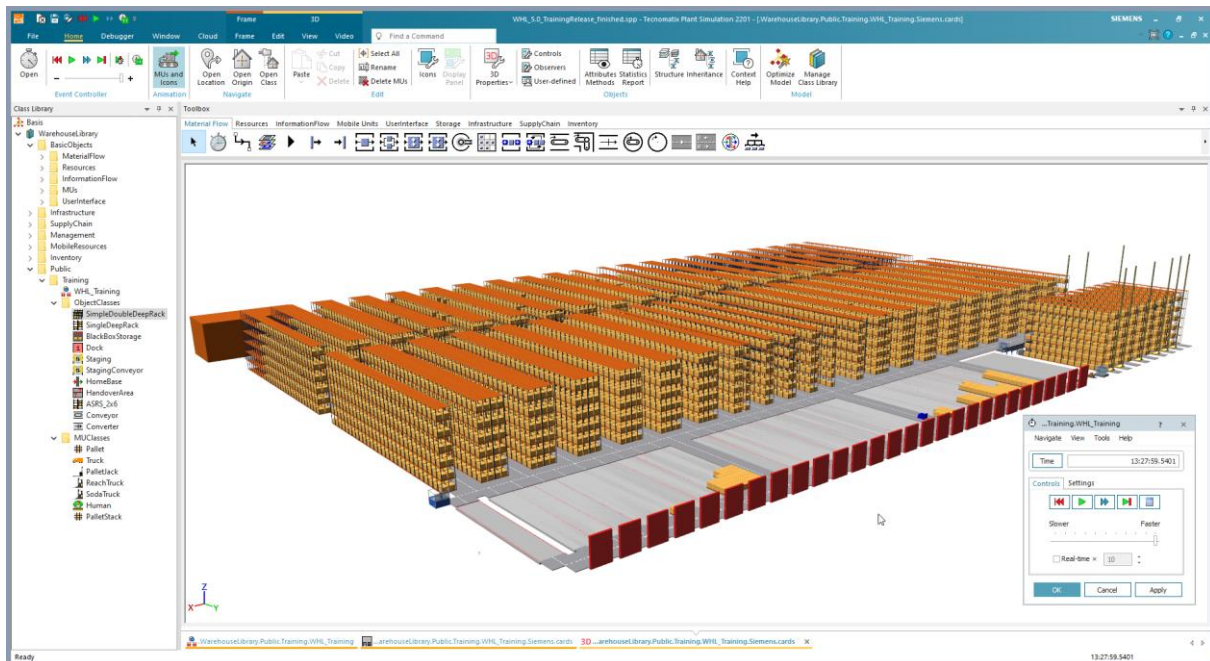 Frame 3D
WHL_5.0_TrainingRelease_finished.spp - Tecnomatix Plant Simulation 2201 - [.WarehouseLibrary.Public.Training.WHL_Training.Siemens.cards]
SIEMENS
File Home Debugger Window Cloud Frame Edit View Video Find a Command
Open
Event Controller
MUs and Icons
Animation
Open Location
Open Origin
Open Class
Navigate
Paste
Cut
Copy
Delete
Select All
Rename
Delete MUs
Edit
Icons
Display Panel
3D Properties
Controls
Observers
User-defined
Attributes Methods
Statistics Report
Structure
Inheritance
Objects
Context Help
Optimize Model
Manage Class Library
Model
Class Library
Toolbox
Material Flow Resources InformationFlow Mobile Units UserInterface Storage Infrastructure SupplyChain Inventory
Basis
WarehouseLibrary
BasicObjects
MaterialFlow
Resources
InformationFlow
MUs
UserInterface
Infrastructure
SupplyChain
Management
MobileResources
Inventory
Public
Training
WHL_Training
ObjectClasses
SimpleDoubleDeepRack
SingleDeepRack
BlackBoxStorage
Dock
Staging
StagingConveyor
HomeBase
HandoverArea
ASRS_2x6
Conveyor
Converter
MUClasses
Pallet
Truck
PalletJack
ReachTruck
SodaTruck
Human
PalletStack
...Training.WHL_Training
Navigate View Tools Help
Time 13:27:59.5401
Controls Settings
Slower Faster
Real-time × 10
OK Cancel Apply
Z
X Y
.WarehouseLibrary.Public.Training.WHL_Training ..arehouseLibrary.Public.Training.WHL_Training.Siemens.cards 3D ...arehouseLibrary.Public.Training.WHL_Training.Siemens.cards
Ready
13:27:59.5401